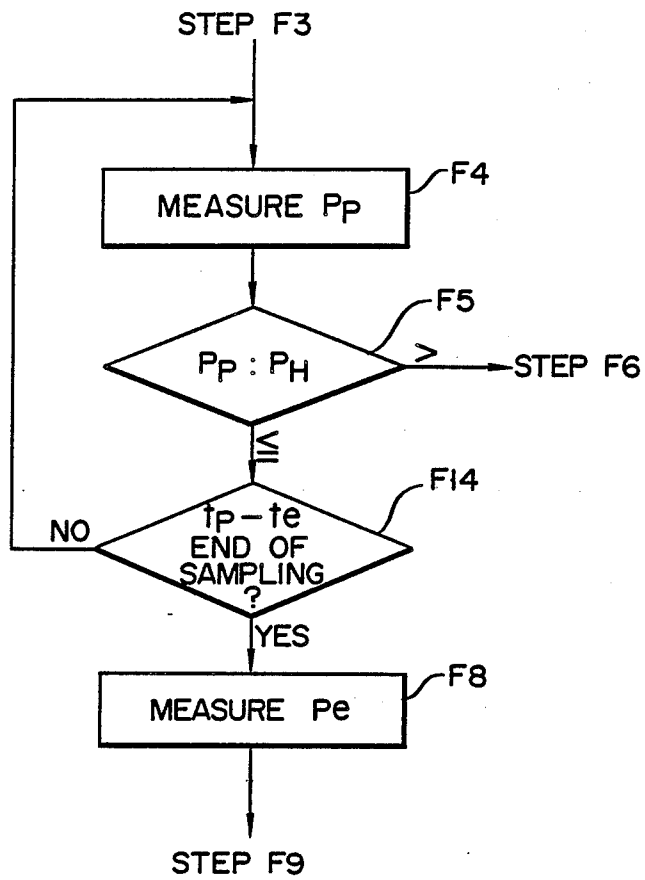 STEP F3
F4
MEASURE PP
F5
PP : PH
>
STEP F6
≦
F14
tP - te
END OF
SAMPLING
?
NO
YES
F8
MEASURE Pe
STEP F9